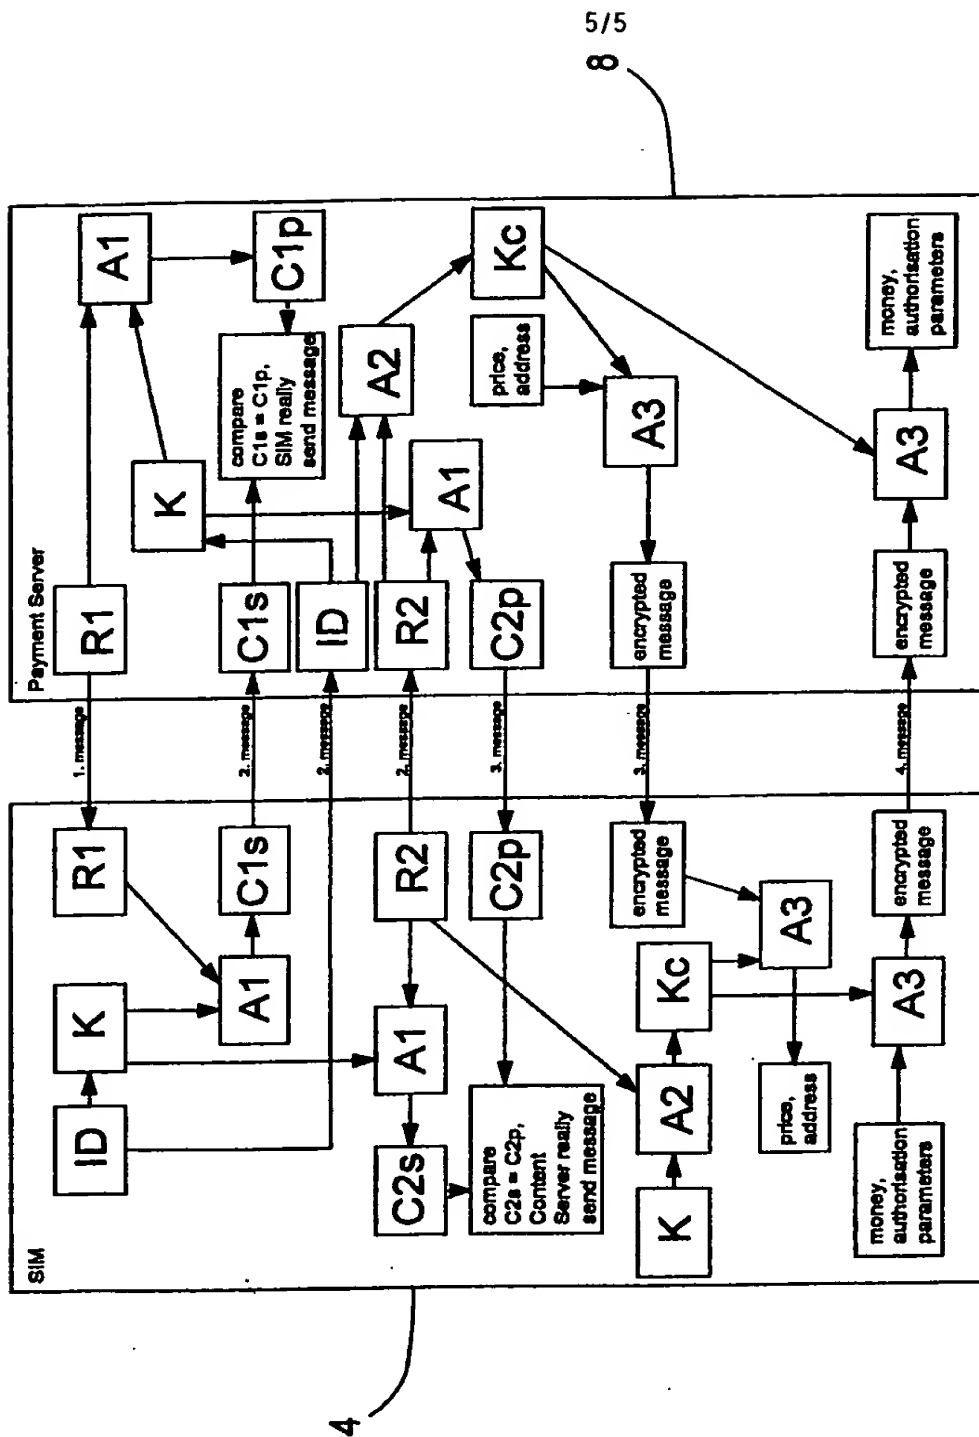 5/5
8
Payment Server
R1
A1
K
C1s
compare
C1s = C1p,
SIM really
send message
C1p
ID
A2
R2
A1
C2p
Kc
price,
address
A3
encrypted
message
encrypted
message
A3
money,
authorisation
parameters
1. message
2. message
2. message
2. message
3. message
3. message
4. message
SIM
ID
K
R1
A1
C1s
C2s
A1
R2
compare
C2s = C2p,
Content
Server really
send message
C2p
K
A2
Kc
encrypted
message
A3
price,
address
money,
authorisation
parameters
A3
encrypted
message
4